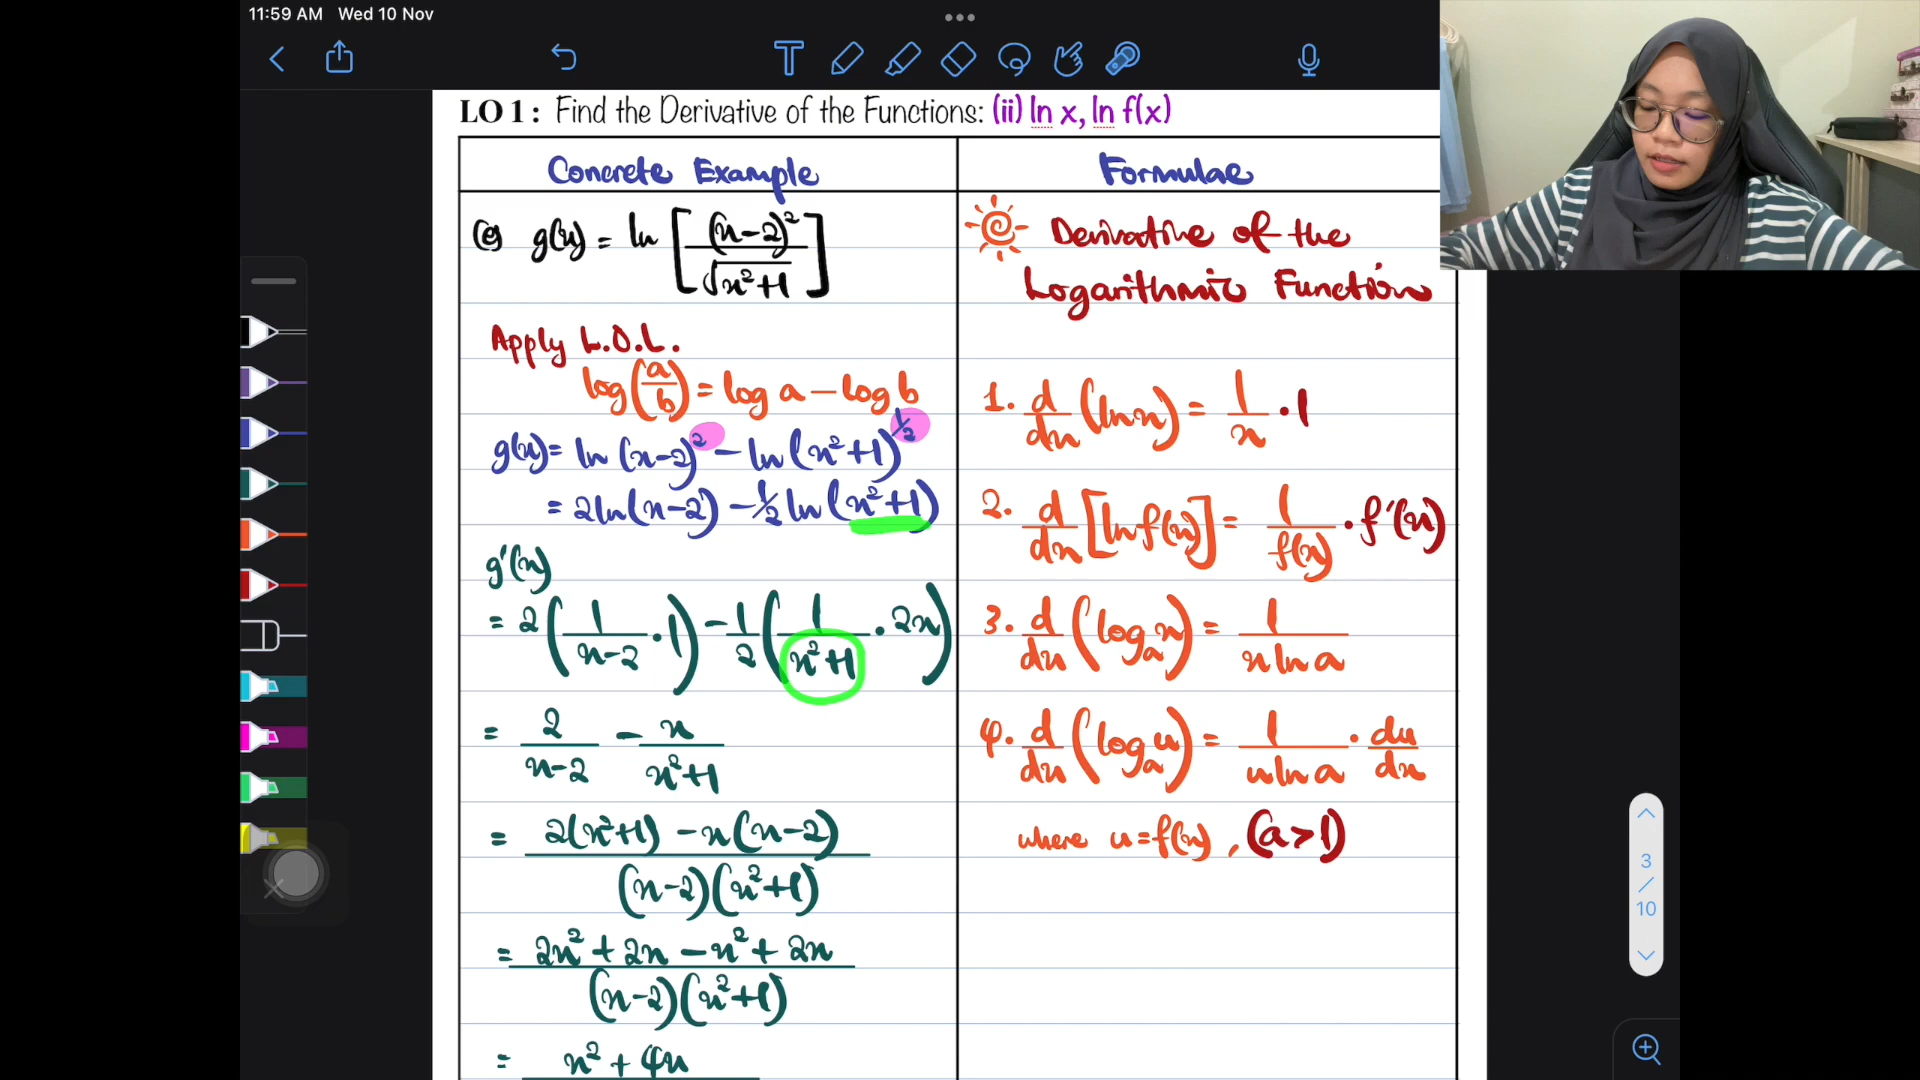 11:59 AM Wed 10 Nov
LO 1 : Find the Derivative of the Functions: (ii) ln x, ln f(x)
Concrete Example
(e) g(x) = ln [(x-2)² / √x²+1]
Apply L.O.L.
log(a/b) = log a - log b
g(x) = ln (x-2)² - ln (x²+1)^½
= 2ln(x-2) - ½ ln (x²+1)
g'(x)
= 2(1/(x-2) · 1) - 1/2 (1/(x²+1) · 2x)
= 2/(x-2) - x/(x²+1)
= 2(x²+1) - x(x-2) / (x-2)(x²+1)
= 2x² + 2x - x² + 2x / (x-2)(x²+1)
= x² + 4x
Formulae
Derivative of the
Logarithmic Function
1. d/dx (ln x) = 1/x · 1
2. d/dx [ln f(x)] = 1/f(x) · f'(x)
3. d/dx (logₐ x) = 1/(x ln a)
4. d/dx (logₐ u) = 1/(u ln a) · du/dx
where u = f(x), (a > 1)
3
/
10